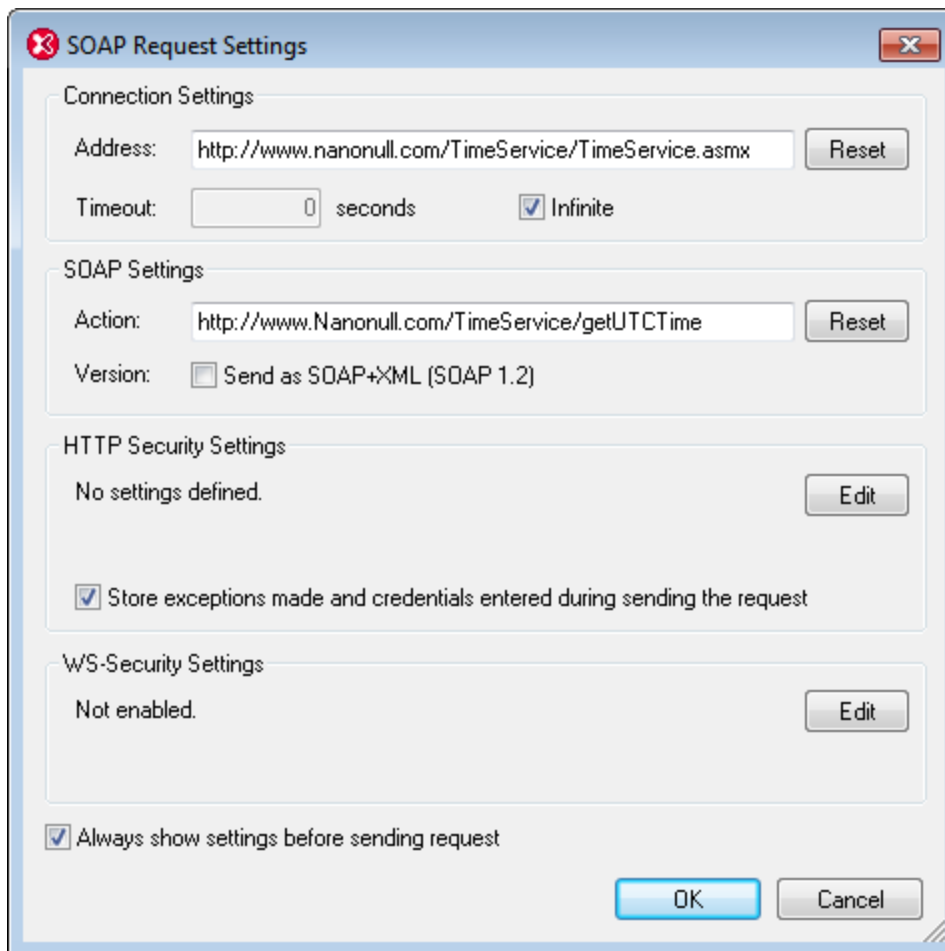 SOAP Request Settings
Connection Settings
Address: http://www.nanonull.com/TimeService/TimeService.asmx Reset
Timeout: 0 seconds Infinite
SOAP Settings
Action: http://www.Nanonull.com/TimeService/getUTCTime Reset
Version: Send as SOAP+XML (SOAP 1.2)
HTTP Security Settings
No settings defined. Edit
Store exceptions made and credentials entered during sending the request
WS-Security Settings
Not enabled. Edit
Always show settings before sending request
OK Cancel